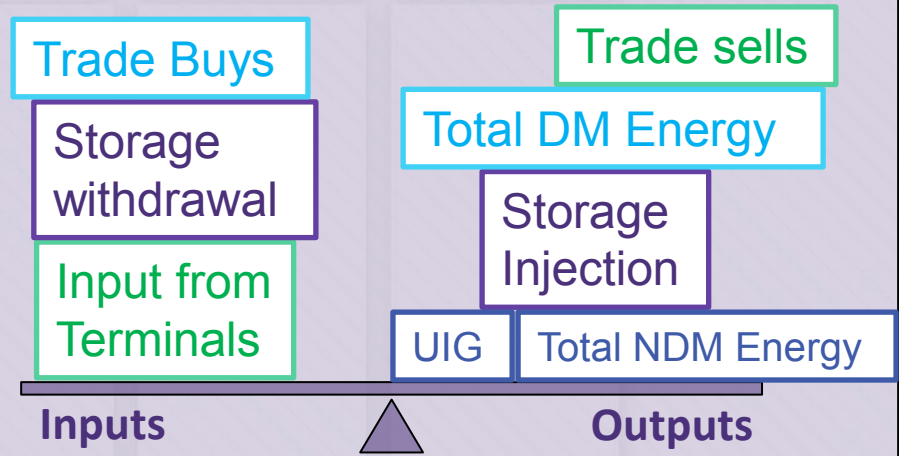 Trade Buys
Storage
withdrawal
Input from
Terminals
Trade sells
Total DM Energy
Storage
Injection
UIG
Total NDM Energy
Inputs
Outputs